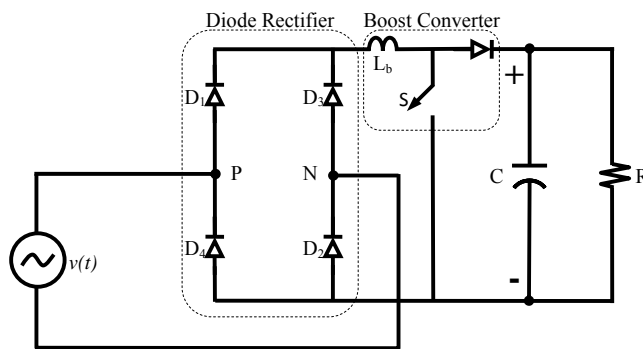 Diode Rectifier
Boost Converter
L_b
D_1
D_3
S
+
P
N
C
R
D_4
D_2
v(t)
-